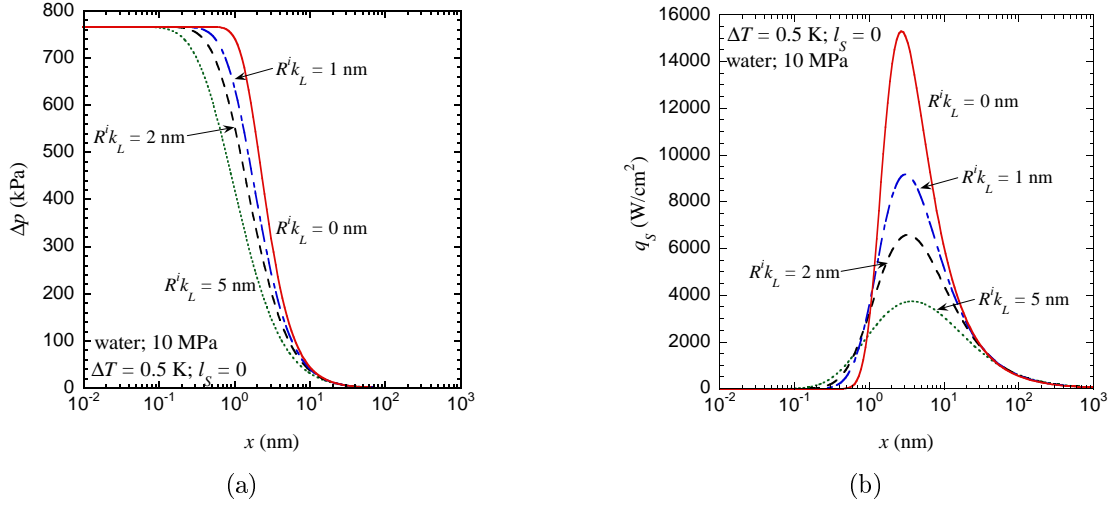 800
700
600
500
400
300
200
100
0
Δp (kPa)
R^i k_L = 1 nm
R^i k_L = 2 nm
R^i k_L = 0 nm
R^i k_L = 5 nm
water; 10 MPa
ΔT = 0.5 K; l_S = 0
10^-2 10^-1 10^0 10^1 10^2 10^3
x (nm)
(a)
16000
14000
12000
10000
8000
6000
4000
2000
0
q_S (W/cm^2)
ΔT = 0.5 K; l_S = 0
water; 10 MPa
R^i k_L = 0 nm
R^i k_L = 1 nm
R^i k_L = 2 nm
R^i k_L = 5 nm
10^-2 10^-1 10^0 10^1 10^2 10^3
x (nm)
(b)